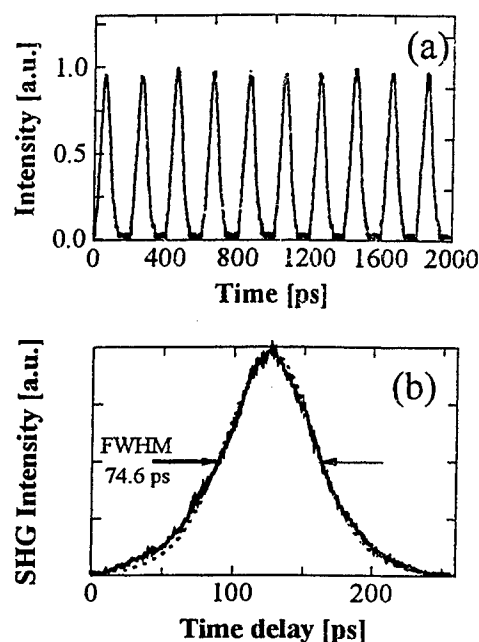 (a)
Intensity [a.u.]
1.0
0.5
0.0
0 400 800 1200 1600 2000
Time [ps]
(b)
SHG Intensity [a.u.]
FWHM
74.6 ps
0 100 200
Time delay [ps]